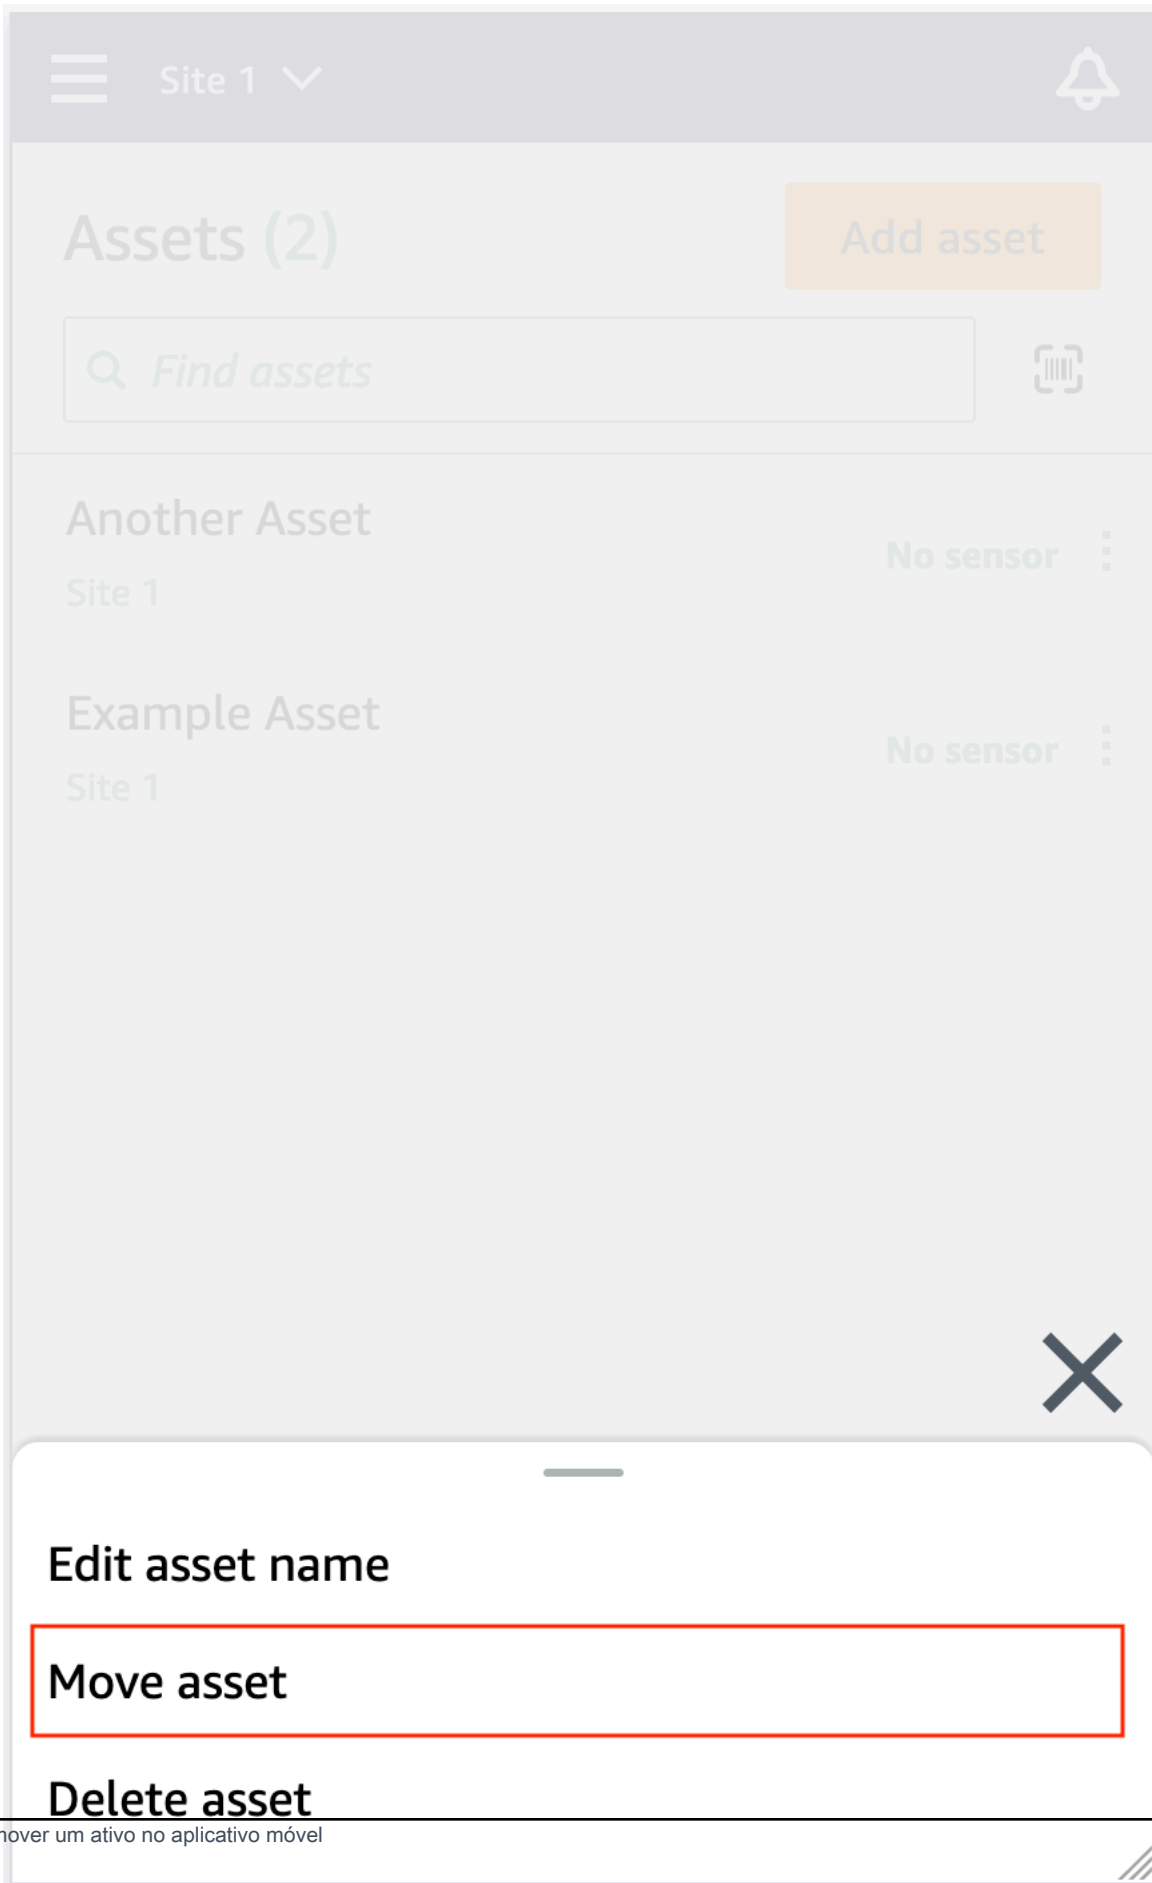 Site 1
Assets (2)
Add asset
Find assets
Another Asset
No sensor
Site 1
Example Asset
No sensor
Site 1
Edit asset name
Move asset
Delete asset
um ativo no aplicativo móvel